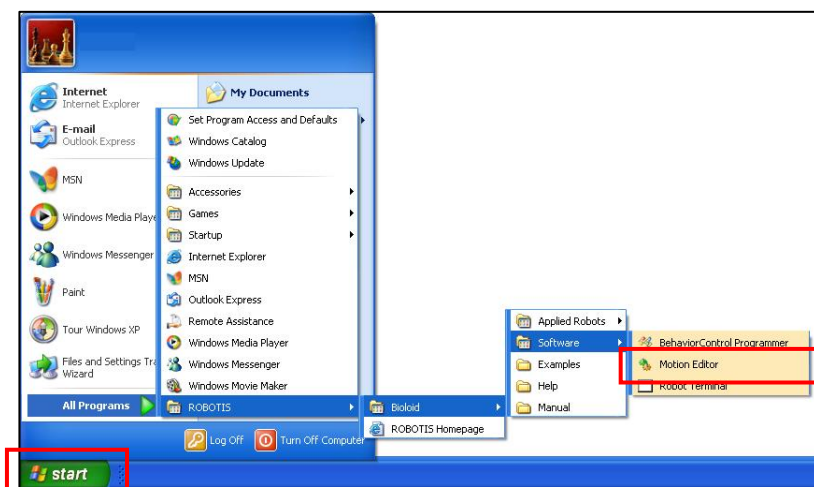 Internet
Internet Explorer
E-mail
Outlook Express
MSN
Windows Media Playe
Windows Messenger
Paint
Tour Windows XP
Files and Settings Tra
Wizard
All Programs
My Documents
Set Program Access and Defaults
Windows Catalog
Windows Update
Accessories
Games
Startup
Internet Explorer
MSN
Outlook Express
Remote Assistance
Windows Media Player
Windows Messenger
Windows Movie Maker
ROBOTIS
Bioloid
ROBOTIS Homepage
Applied Robots
Software
Examples
Help
Manual
BehaviorControl Programmer
Motion Editor
Robot Terminal
Log Off
Turn Off Computer
start